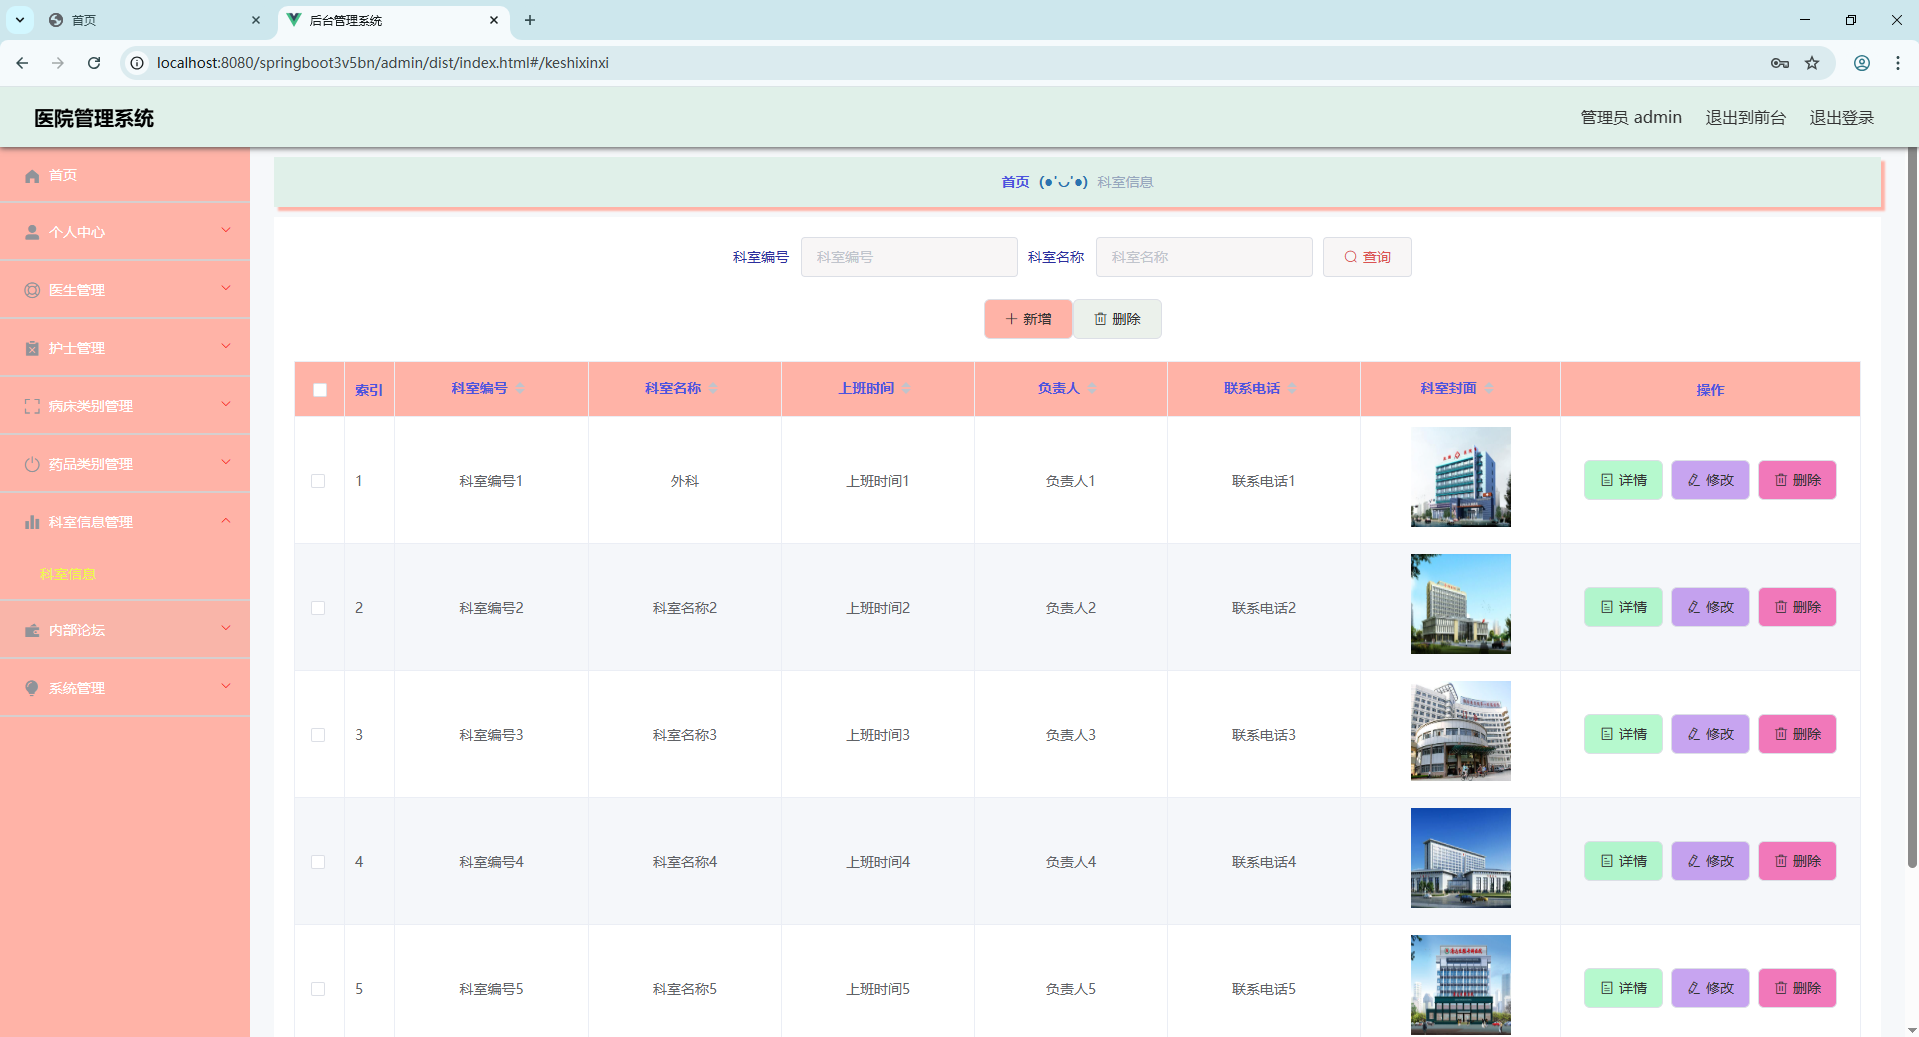 首页
后台管理系统
localhost:8080/springboot3v5bn/admin/dist/index.html#/keshixinxi
医院管理系统
管理员 admin 退出到前台 退出登录
首页
个人中心
医生管理
护士管理
病床类别管理
药品类别管理
科室信息管理
科室信息
内部论坛
系统管理
首页 (●'◡'●) 科室信息
科室编号 科室编号 科室名称 科室名称 查询
新增 删除
索引 科室编号 科室名称 上班时间 负责人 联系电话 科室封面 操作
1 科室编号1 外科 上班时间1 负责人1 联系电话1 详情 修改 删除
2 科室编号2 科室名称2 上班时间2 负责人2 联系电话2 详情 修改 删除
3 科室编号3 科室名称3 上班时间3 负责人3 联系电话3 详情 修改 删除
4 科室编号4 科室名称4 上班时间4 负责人4 联系电话4 详情 修改 删除
5 科室编号5 科室名称5 上班时间5 负责人5 联系电话5 详情 修改 删除